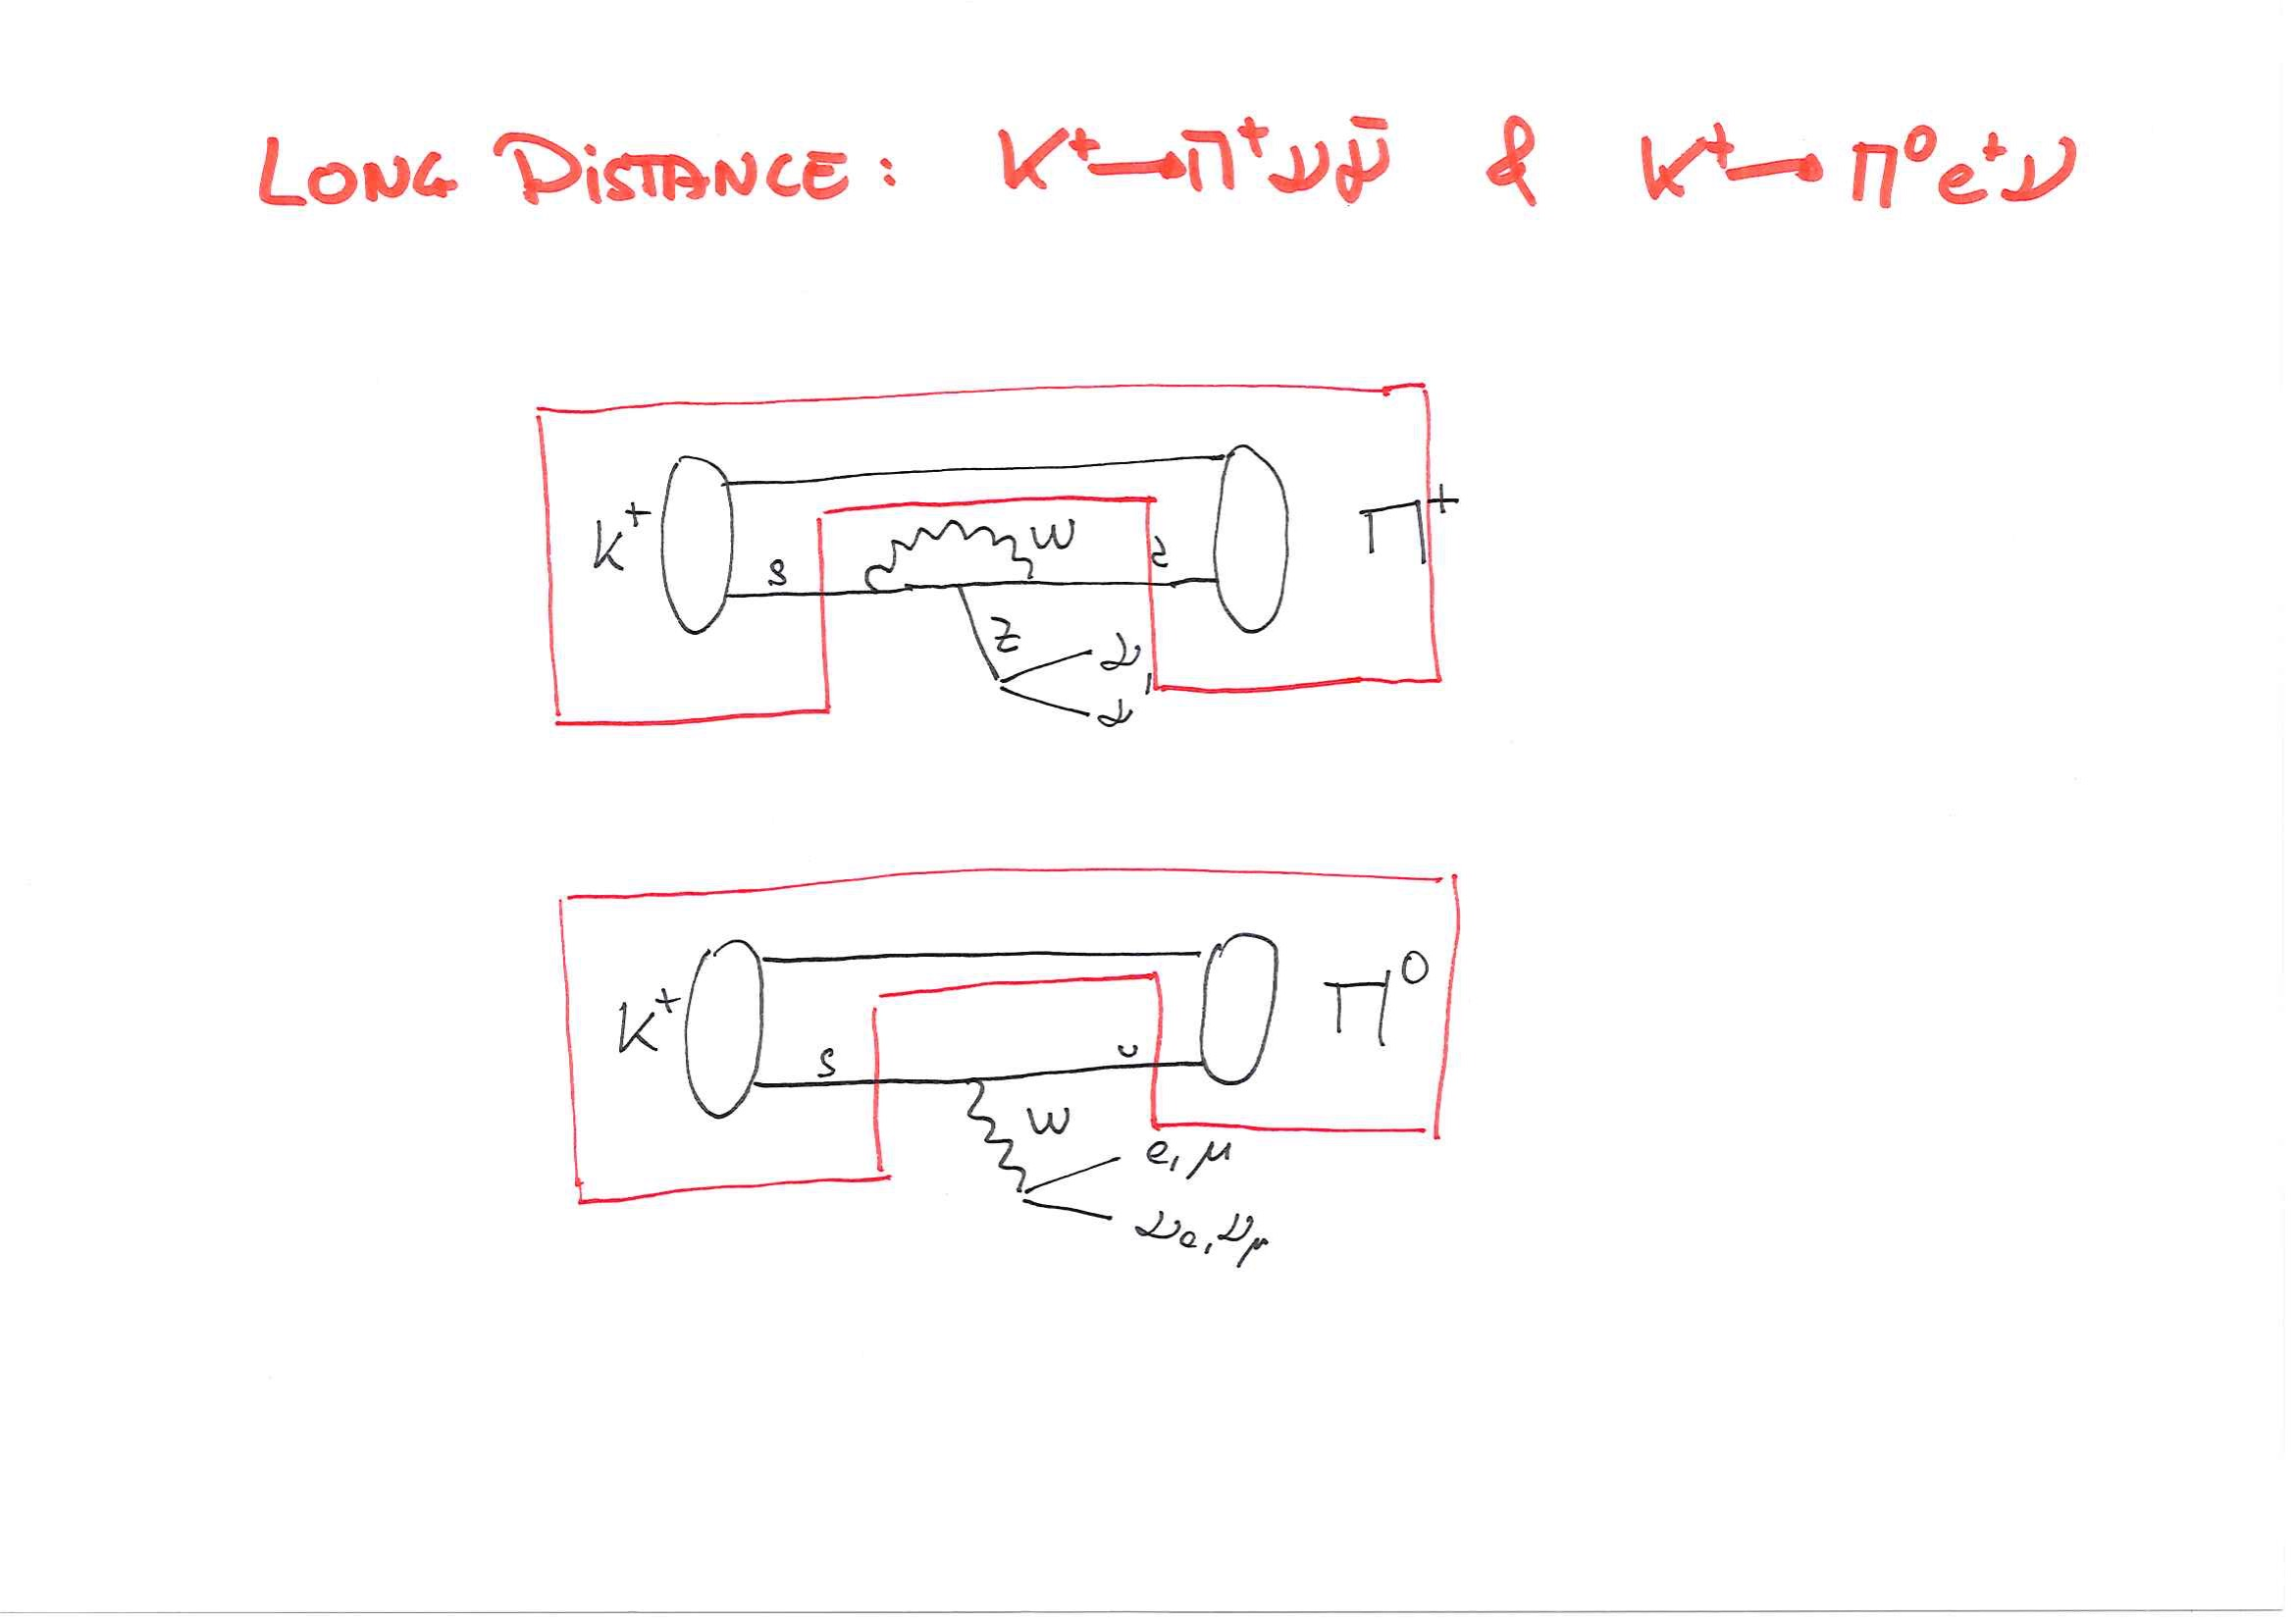 LONG DISTANCE: K⁺→Π⁺νν̄ & K⁺→Π⁰e⁺ν
K⁺
s
W
Π⁺
Z
ν
ν
K⁺
s
u
Π⁰
W
e, μ
νe, νμ